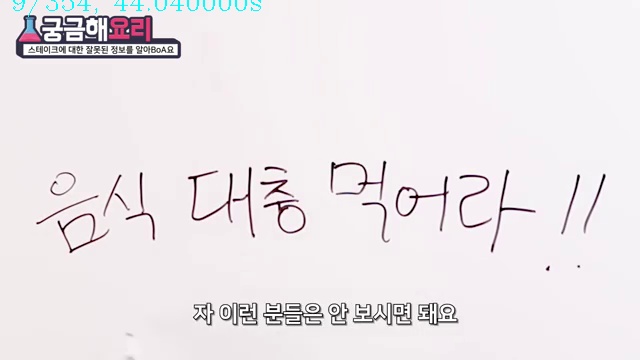 9/354, 44.040000s
궁금해요리
스테이크에 대한 잘못된 정보를 알아BoA요
음식 대충 먹어라!!
자 이런 분들은 안 보시면 돼요